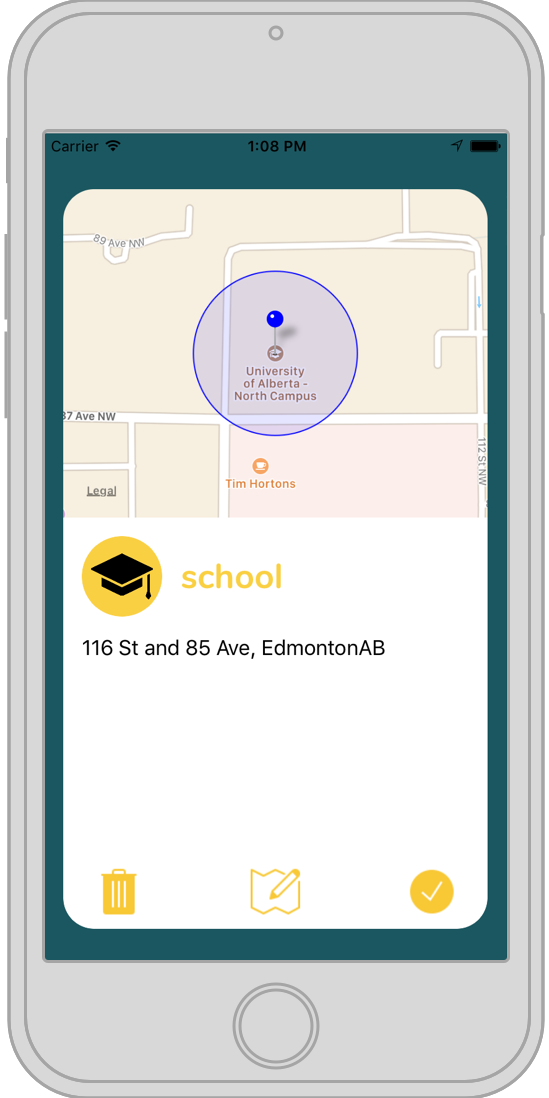 Carrier 1:08 PM
89 Ave NW
University
of Alberta -
North Campus
87 Ave NW
112 St NW
Legal
Tim Hortons
school
116 St and 85 Ave, EdmontonAB